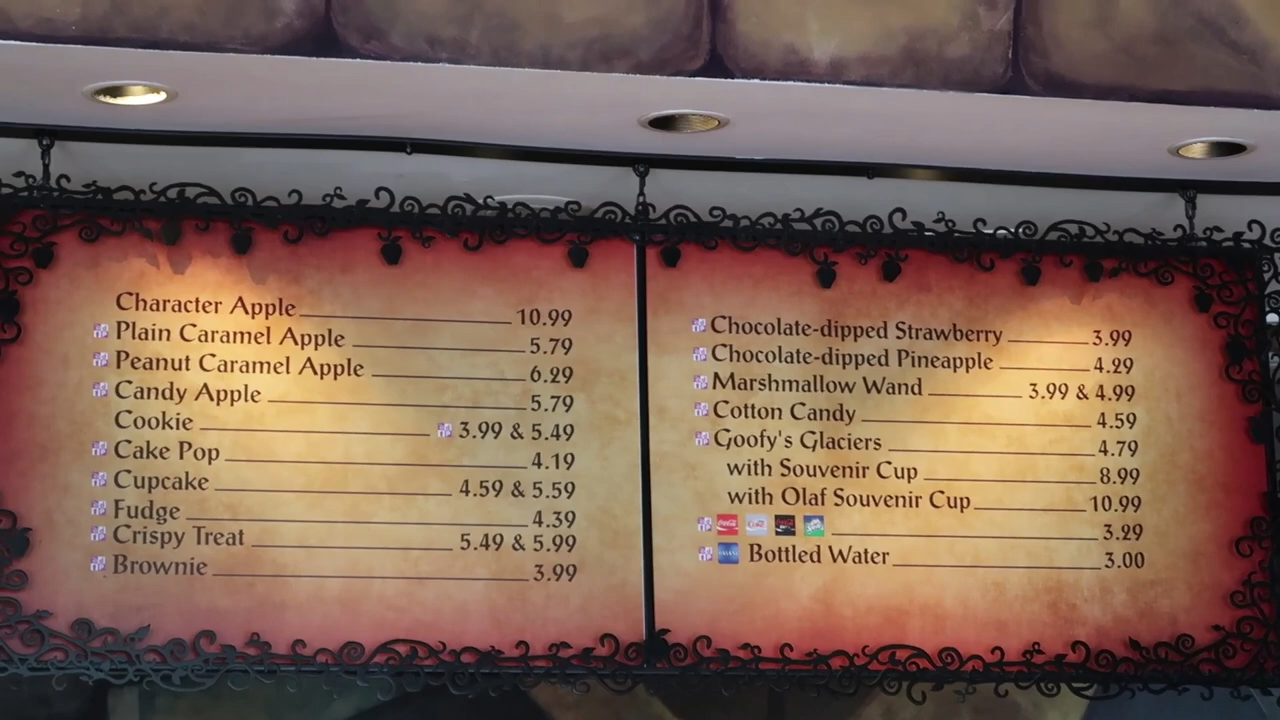 Character Apple 10.99
Plain Caramel Apple 5.79
Peanut Caramel Apple 6.29
Candy Apple 5.79
Cookie 3.99 & 5.49
Cake Pop 4.19
Cupcake 4.59 & 5.59
Fudge 4.39
Crispy Treat 5.49 & 5.99
Brownie 3.99
Chocolate-dipped Strawberry 3.99
Chocolate-dipped Pineapple 4.29
Marshmallow Wand 3.99 & 4.99
Cotton Candy 4.59
Goofy's Glaciers 4.79
with Souvenir Cup 8.99
with Olaf Souvenir Cup 10.99
3.29
Bottled Water 3.00